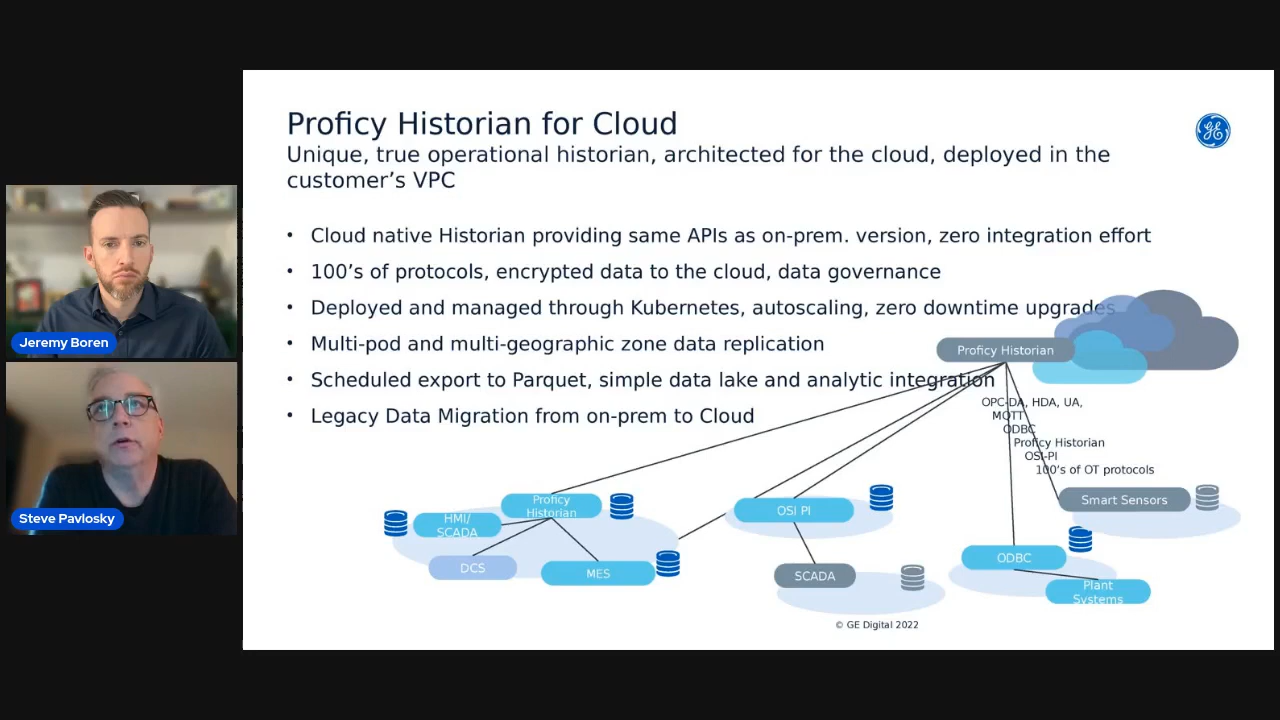 Proficy Historian for Cloud
Unique, true operational historian, architected for the cloud, deployed in the
customer’s VPC
• Cloud native Historian providing same APIs as on-prem. version, zero integration effort
• 100’s of protocols, encrypted data to the cloud, data governance
• Deployed and managed through Kubernetes, autoscaling, zero downtime upgrades
• Multi-pod and multi-geographic zone data replication
• Scheduled export to Parquet, simple data lake and analytic integration
• Legacy Data Migration from on-prem to Cloud
Proficy Historian
OPC-DA, HDA, UA,
MQTT
ODBC
Proficy Historian
OSI-PI
100’s of OT protocols
Smart Sensors
Proficy
Historian
HMI/
SCADA
DCS
MES
OSI PI
SCADA
ODBC
Plant
Systems
© GE Digital 2022
Jeremy Boren
Steve Pavlosky